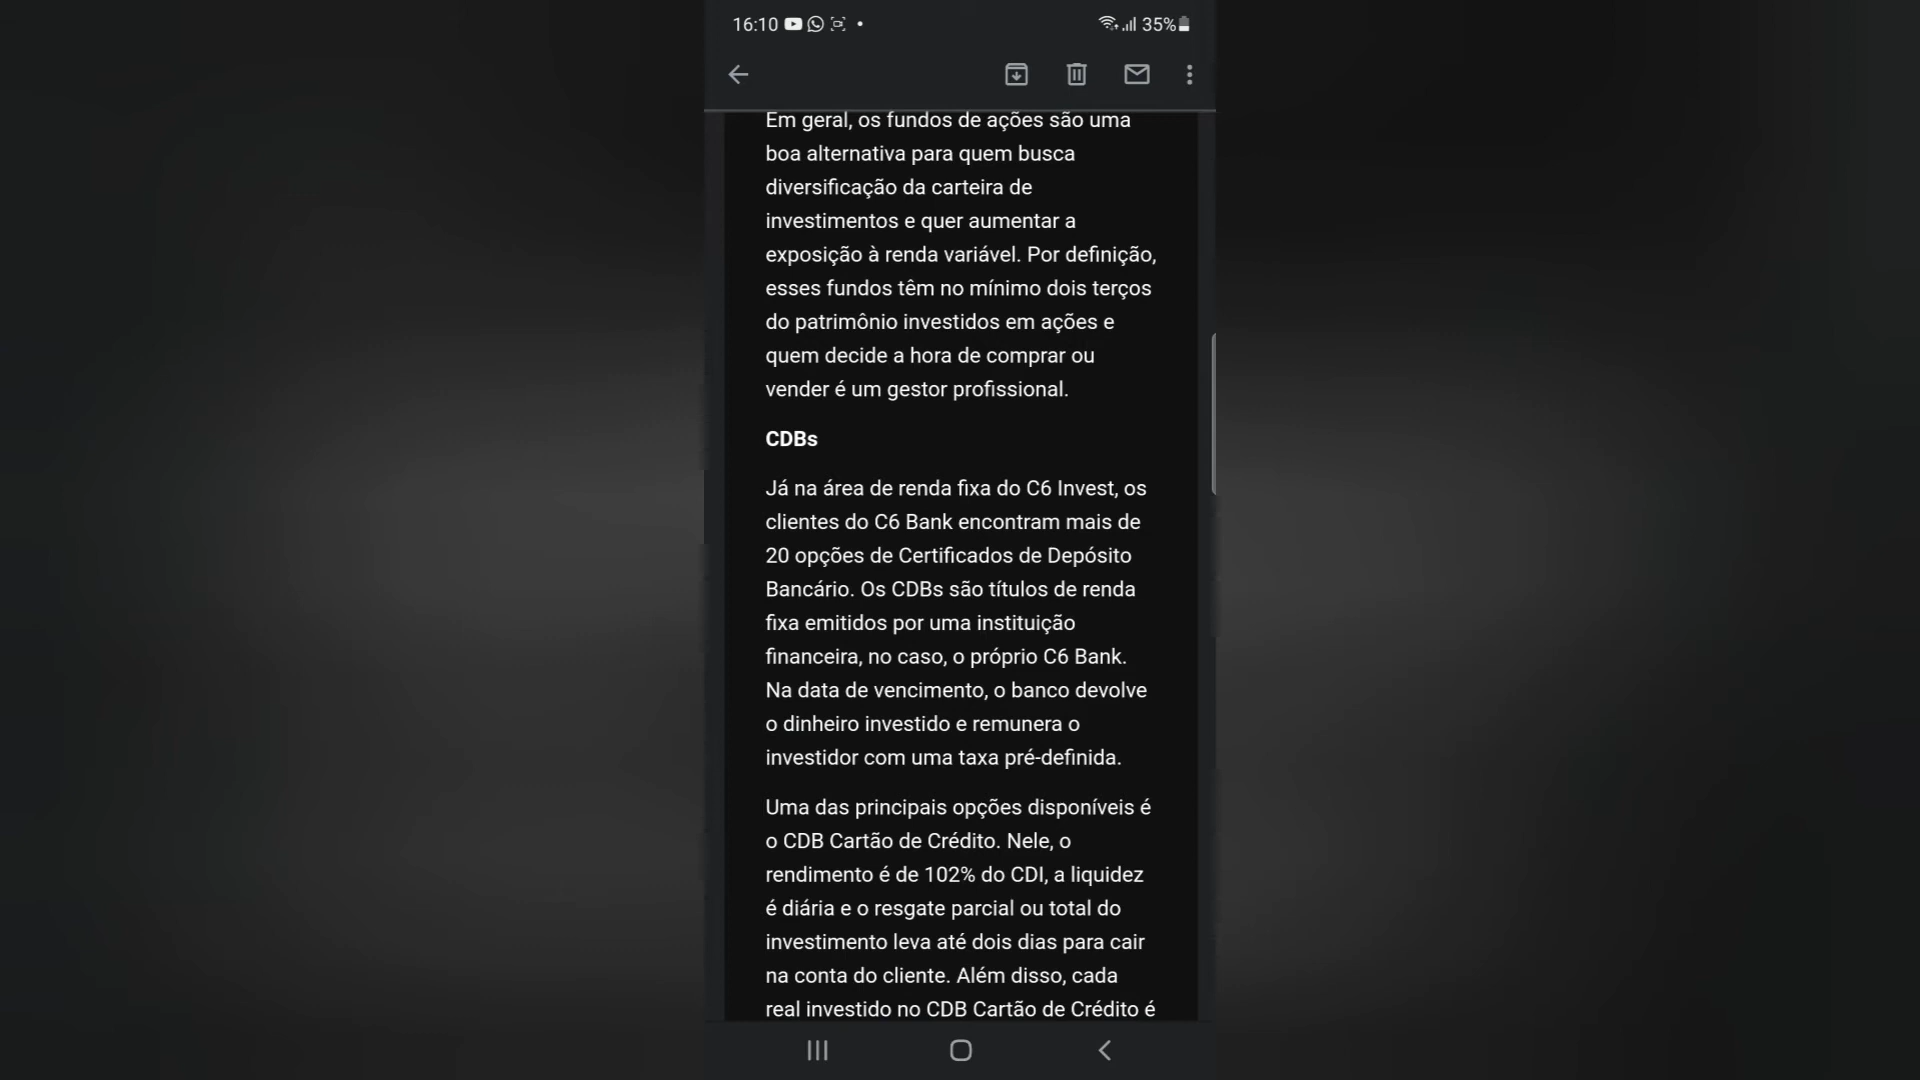 16:10
35%
Em geral, os fundos de ações são uma
boa alternativa para quem busca
diversificação da carteira de
investimentos e quer aumentar a
exposição à renda variável. Por definição,
esses fundos têm no mínimo dois terços
do patrimônio investidos em ações e
quem decide a hora de comprar ou
vender é um gestor profissional.
CDBs
Já na área de renda fixa do C6 Invest, os
clientes do C6 Bank encontram mais de
20 opções de Certificados de Depósito
Bancário. Os CDBs são títulos de renda
fixa emitidos por uma instituição
financeira, no caso, o próprio C6 Bank.
Na data de vencimento, o banco devolve
o dinheiro investido e remunera o
investidor com uma taxa pré-definida.
Uma das principais opções disponíveis é
o CDB Cartão de Crédito. Nele, o
rendimento é de 102% do CDI, a liquidez
é diária e o resgate parcial ou total do
investimento leva até dois dias para cair
na conta do cliente. Além disso, cada
real investido no CDB Cartão de Crédito é